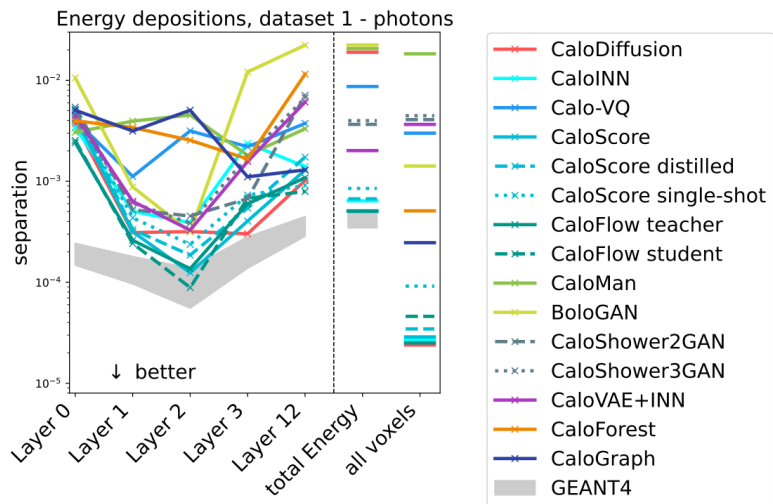 Energy depositions, dataset 1 - photons
separation
10⁻²
10⁻³
10⁻⁴
10⁻⁵
↓ better
Layer 0
Layer 1
Layer 2
Layer 3
Layer 12
total Energy
all voxels
CaloDiffusion
CaloINN
Calo-VQ
CaloScore
CaloScore distilled
CaloScore single-shot
CaloFlow teacher
CaloFlow student
CaloMan
BoloGAN
CaloShower2GAN
CaloShower3GAN
CaloVAE+INN
CaloForest
CaloGraph
GEANT4